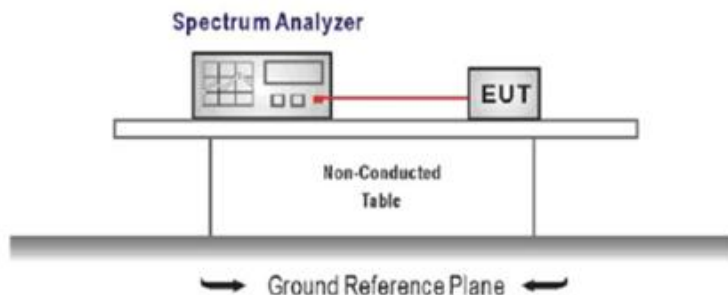 Spectrum Analyzer
EUT
Non-Conducted
Table
Ground Reference Plane